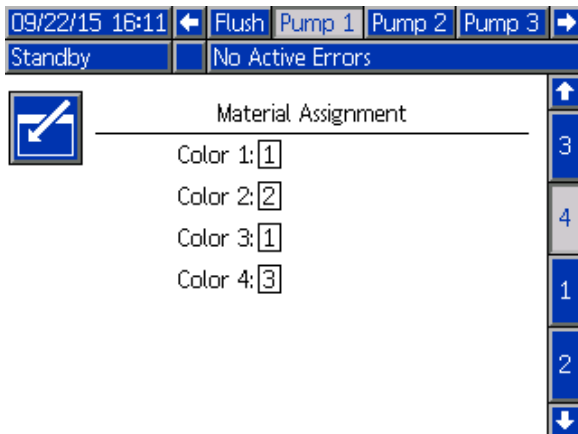 09/22/15 16:11 Flush Pump 1 Pump 2 Pump 3
Standby No Active Errors
Material Assignment
Color 1: 1
Color 2: 2
Color 3: 1
Color 4: 3
3
4
1
2